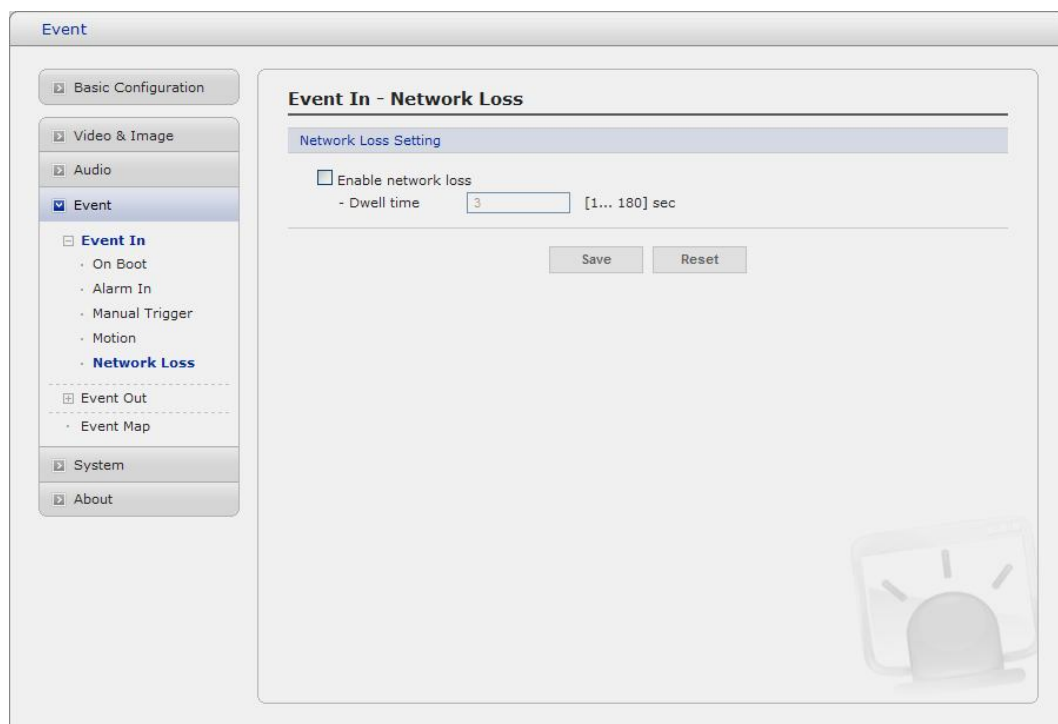 Event
Basic Configuration
Video & Image
Audio
Event
Event In
On Boot
Alarm In
Manual Trigger
Motion
Network Loss
Event Out
Event Map
System
About
Event In - Network Loss
Network Loss Setting
Enable network loss
- Dwell time 3 [1... 180] sec
Save Reset